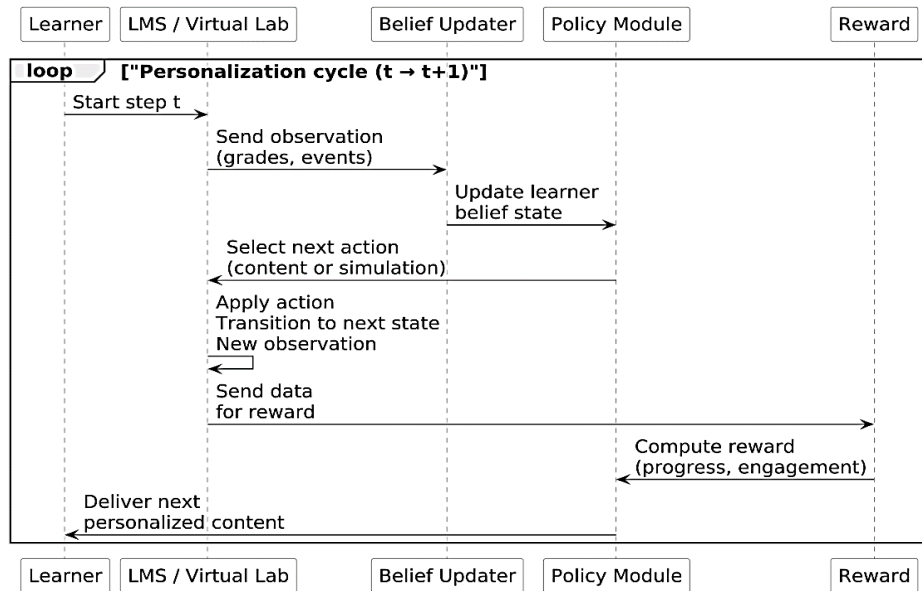 Learner LMS / Virtual Lab Belief Updater Policy Module Reward
loop ["Personalization cycle (t → t+1)"]
Start step t
Send observation
(grades, events)
Update learner
belief state
Select next action
(content or simulation)
Apply action
Transition to next state
New observation
Send data
for reward
Compute reward
(progress, engagement)
Deliver next
personalized content
Learner LMS / Virtual Lab Belief Updater Policy Module Reward